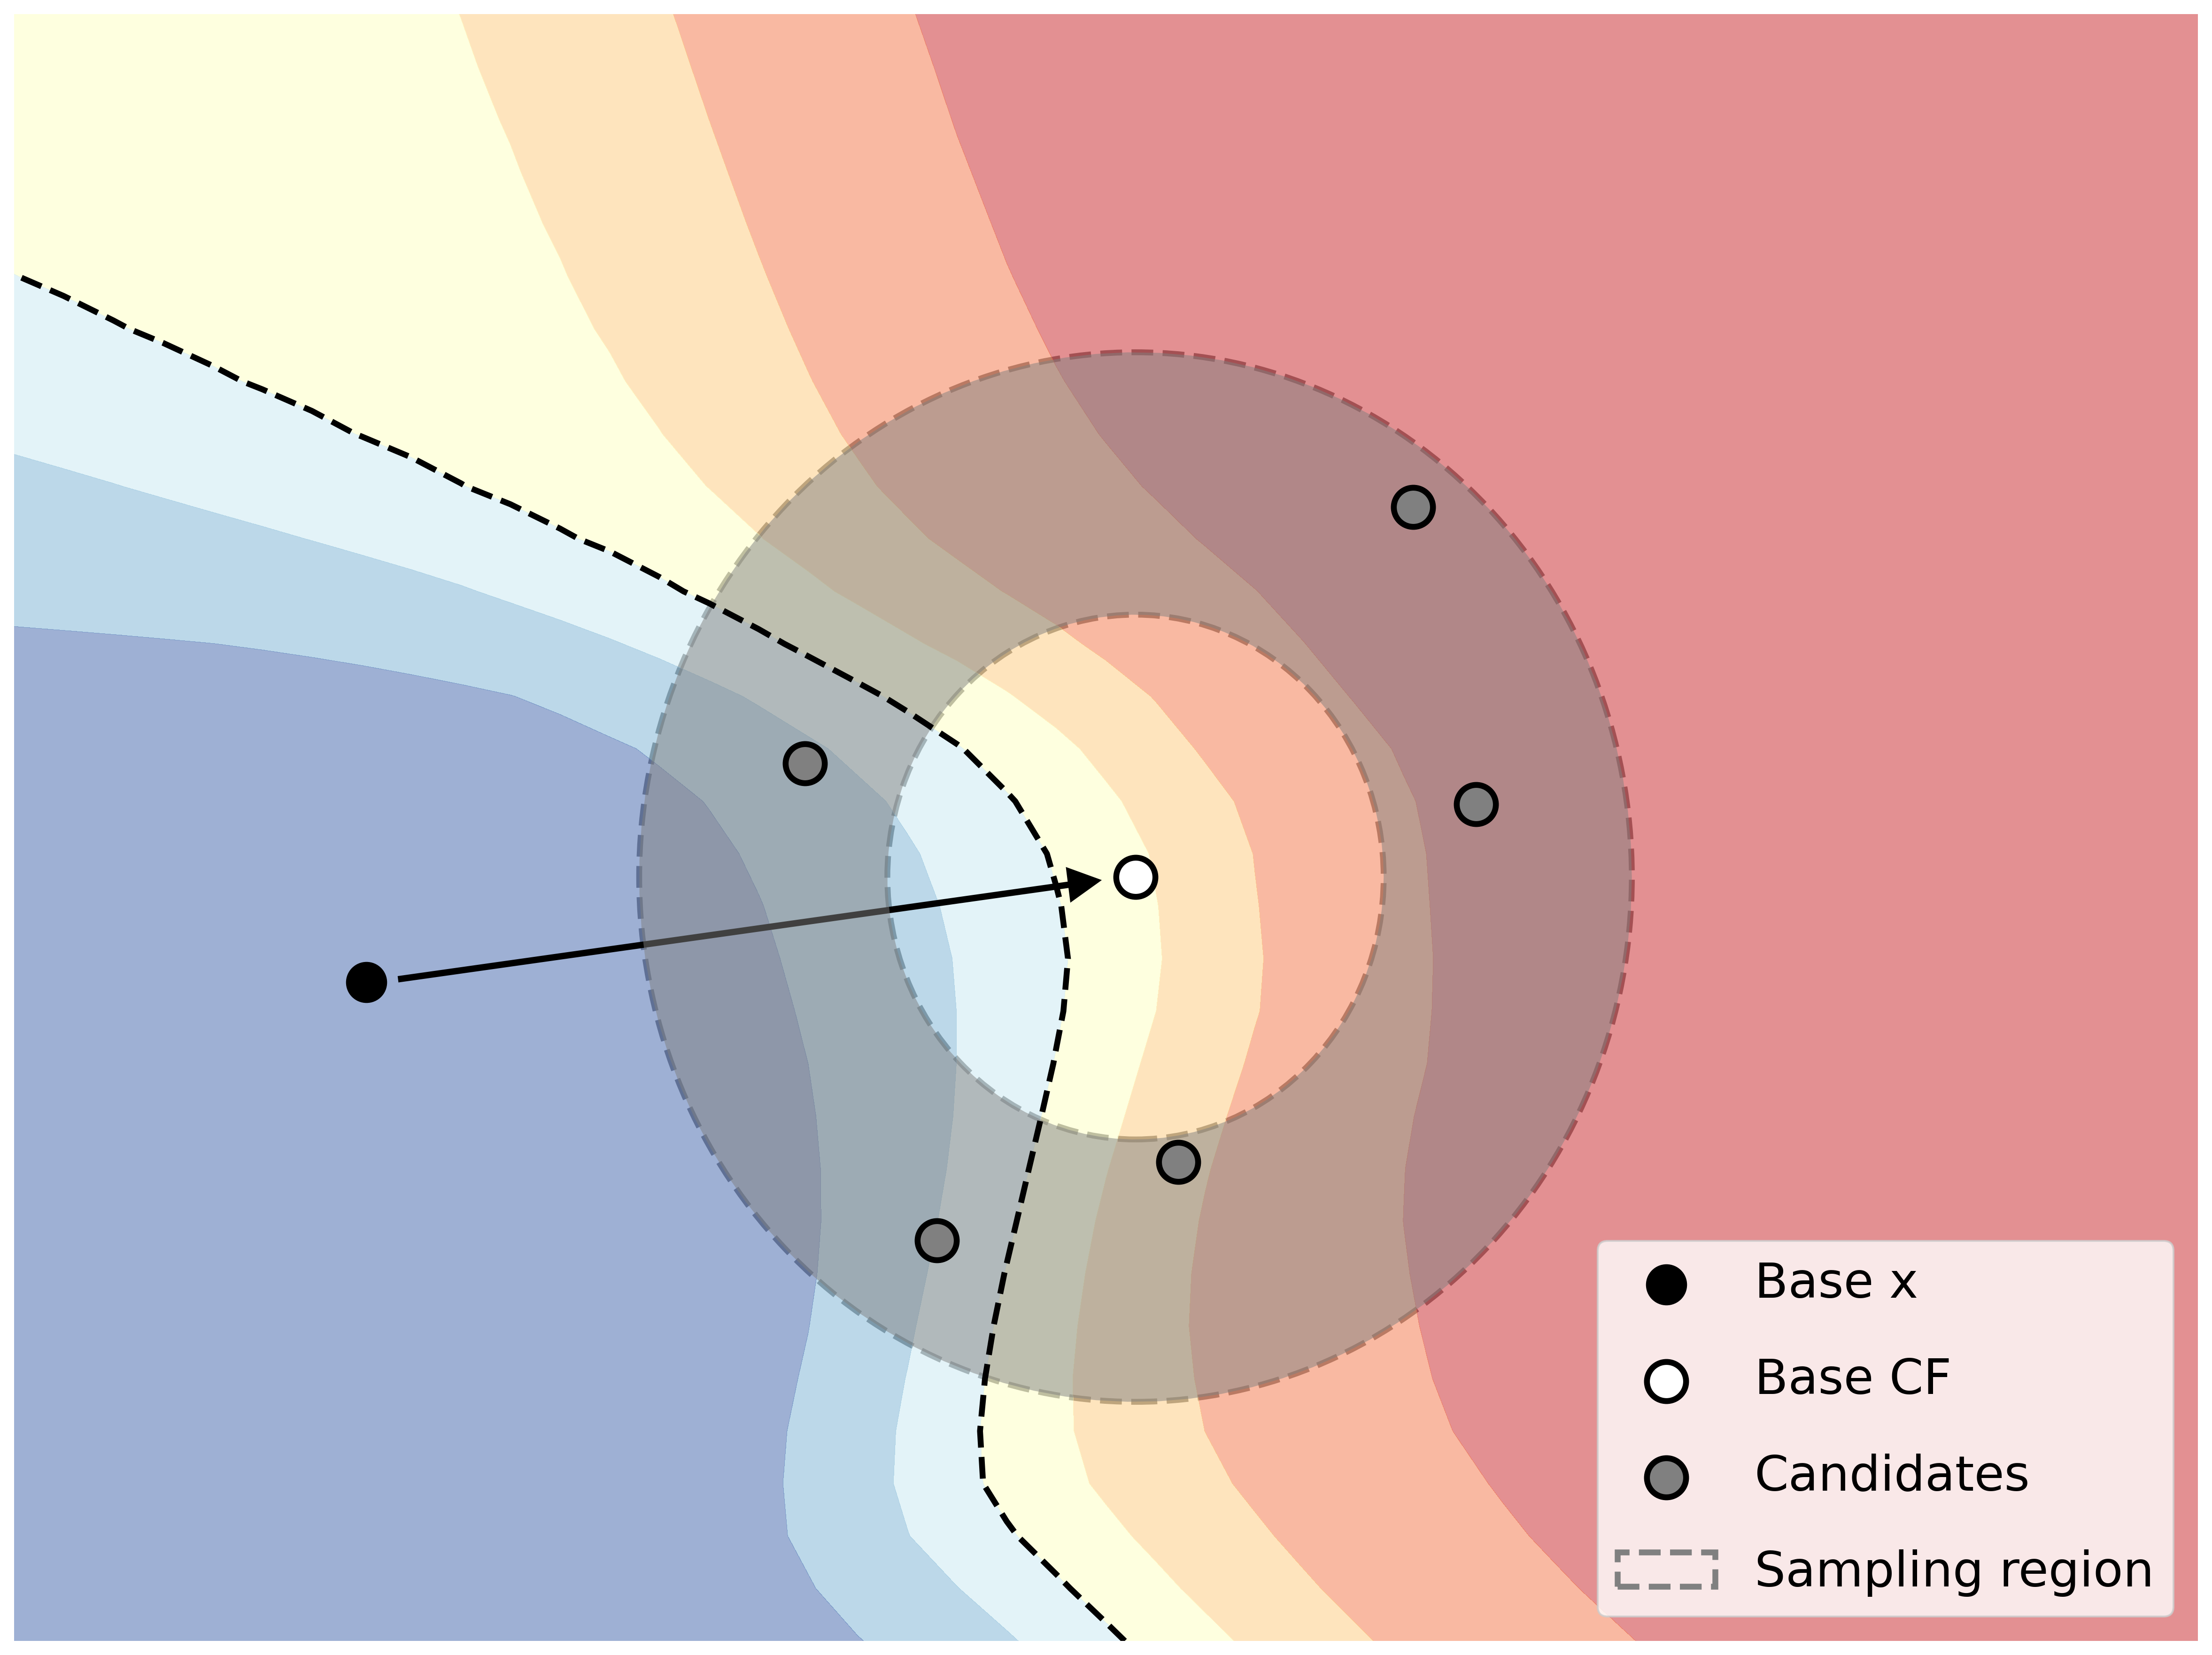 Base x
Base CF
Candidates
Sampling region